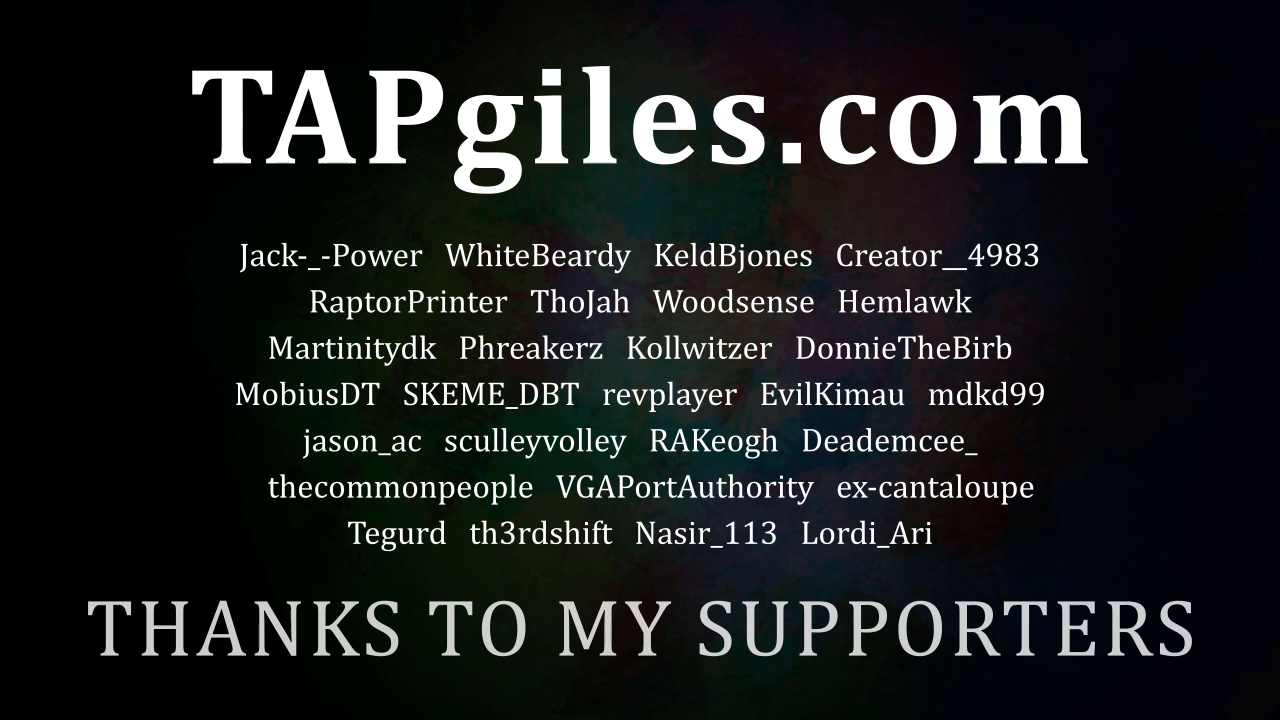 TAPgiles.com
Jack-_-Power WhiteBeardy KeldBjones Creator__4983
RaptorPrinter ThoJah Woodsense Hemlawk
Martinitydk Phreakerz Kollwitzer DonnieTheBirb
MobiusDT SKEME_DBT revplayer EvilKimau mdkd99
jason_ac sculleyvolley RAKeogh Deademcee_
thecommonpeople VGAPortAuthority ex-cantaloupe
Tegurd th3rdshift Nasir_113 Lordi_Ari
THANKS TO MY SUPPORTERS